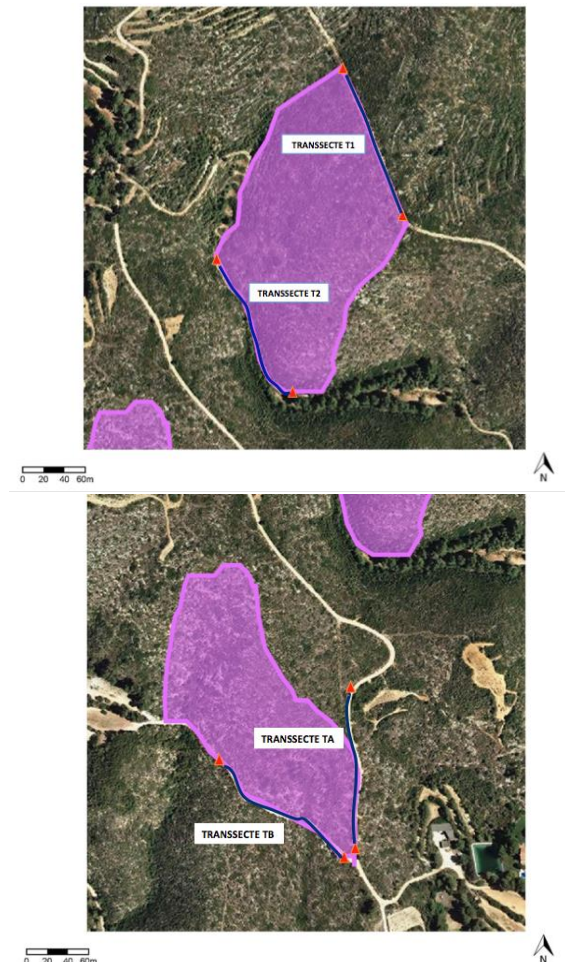 TRANSSECTE T1
TRANSSECTE T2
0 20 40 60m
N
TRANSSECTE TA
TRANSSECTE TB
0 20 40 60m
N